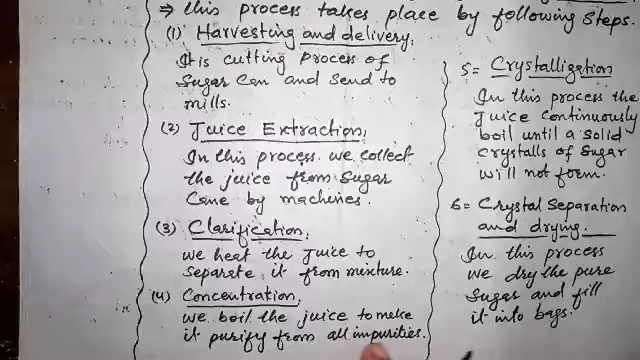 ⇒ this process takes place by following steps.
(1) Harvesting and delivery,
It is cutting process of
Sugar Can and Send to
mills.
(2) Juice Extraction,
In this process we collect
the juice from Sugar
Cane by machines.
(3) Clarification,
we heat the Juice to
Separate it from mixture.
(4) Concentration,
we boil the juice to make
it purify from all impurities.
5= Crystallization
In this process the
Juice continuously
boil until a solid
crystalls of Sugar
will not form.
6= Crystal Separation
and drying.
In this process
we dry the pure
Sugar and fill
it into bags.